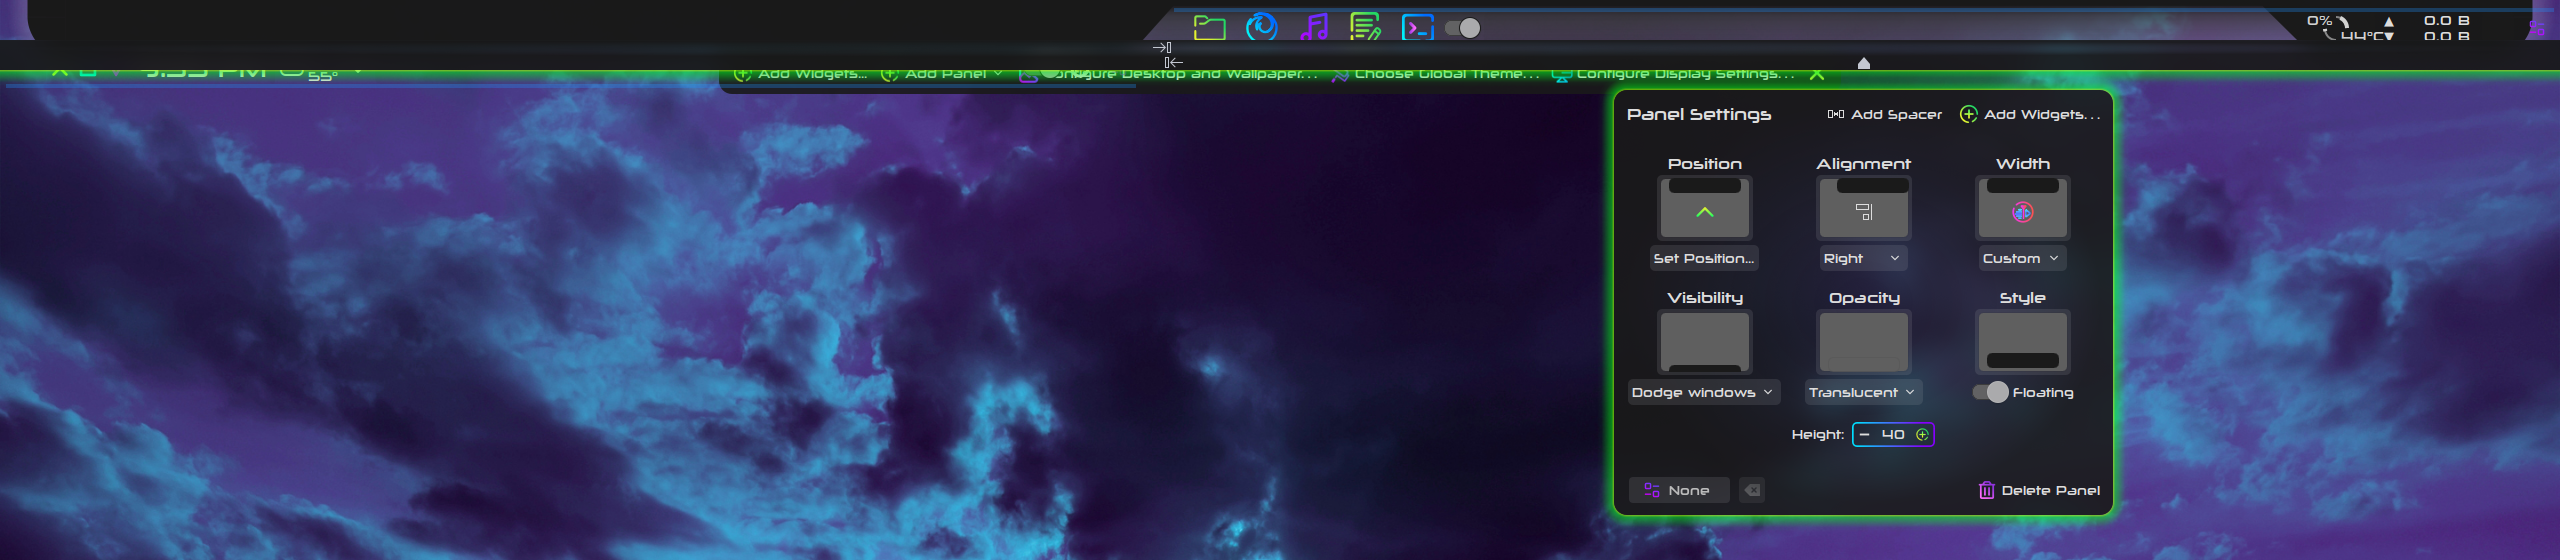 0% 0.0 B
44°C 0.0 B
55°
Add Widgets... Add Panel Configure Desktop and Wallpaper... Choose Global Theme... Configure Display Settings...
Panel Settings Add Spacer Add Widgets...
Position Alignment Width
Set Position... Right Custom
Visibility Opacity Style
Dodge windows Translucent Floating
Height: 40
None Delete Panel